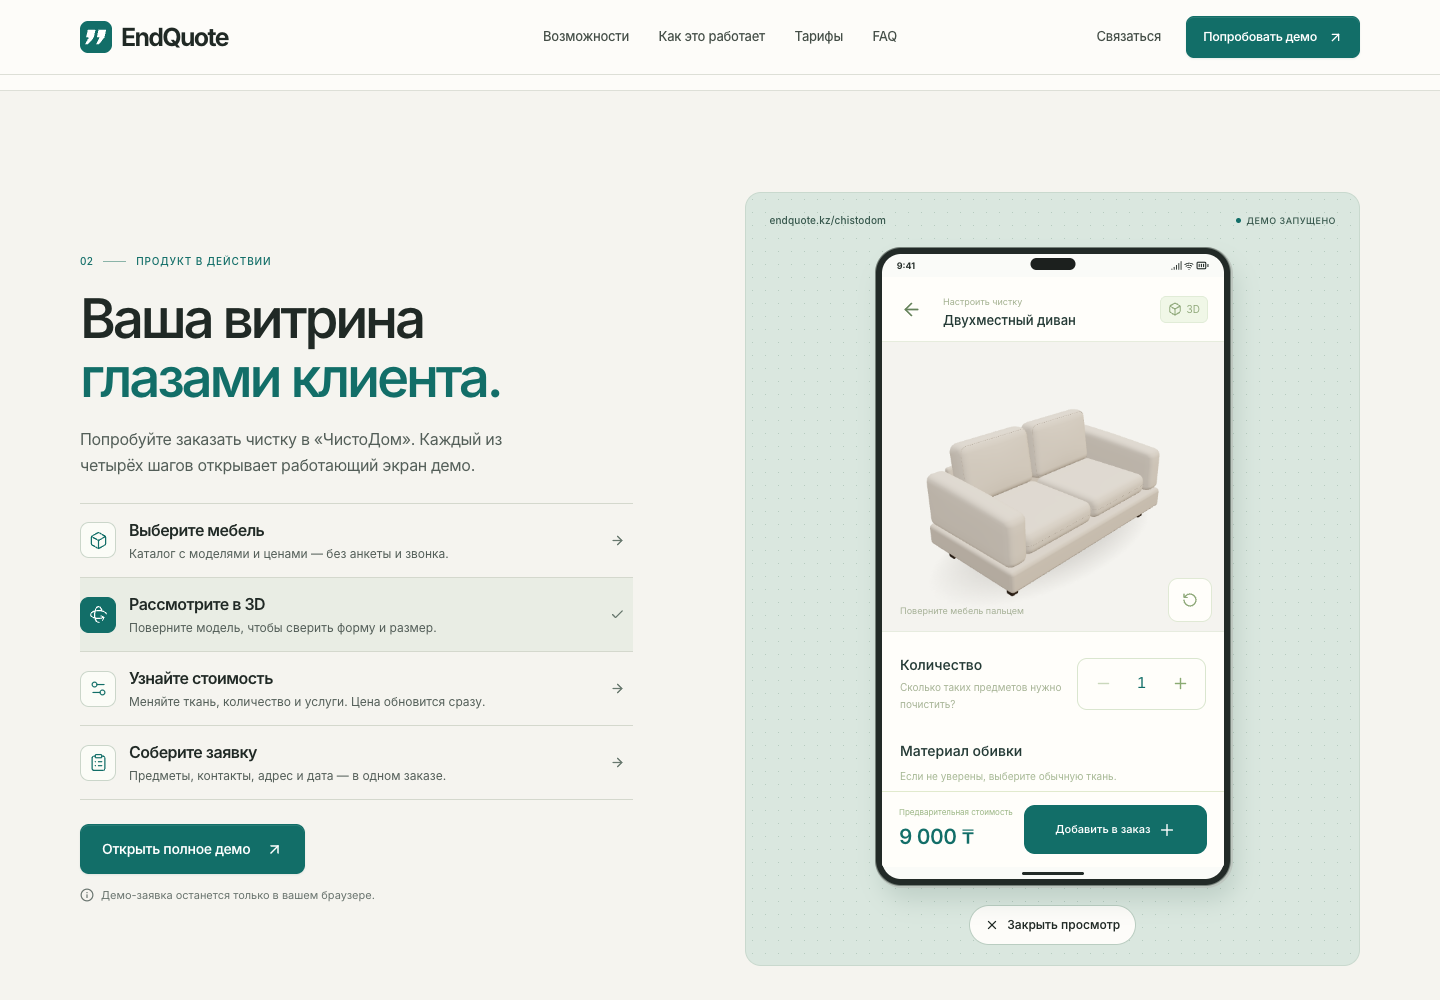 EndQuote
Возможности
Как это работает
Тарифы
FAQ
Связаться
Попробовать демо
02
ПРОДУКТ В ДЕЙСТВИИ
Ваша витрина
глазами клиента.
Попробуйте заказать чистку в «ЧистоДом». Каждый из
четырёх шагов открывает работающий экран демо.
Выберите мебель
Каталог с моделями и ценами — без анкеты и звонка.
Рассмотрите в 3D
Поверните модель, чтобы сверить форму и размер.
Узнайте стоимость
Меняйте ткань, количество и услуги. Цена обновится сразу.
Соберите заявку
Предметы, контакты, адрес и дата — в одном заказе.
Открыть полное демо
Демо-заявка останется только в вашем браузере.
endquote.kz/chistodom
ДЕМО ЗАПУЩЕНО
9:41
Настроить чистку
Двухместный диван
3D
Поверните мебель пальцем
Количество
Сколько таких предметов нужно
почистить?
1
Материал обивки
Если не уверены, выберите обычную ткань.
Предварительная стоимость
9 000 ₸
Добавить в заказ
Закрыть просмотр